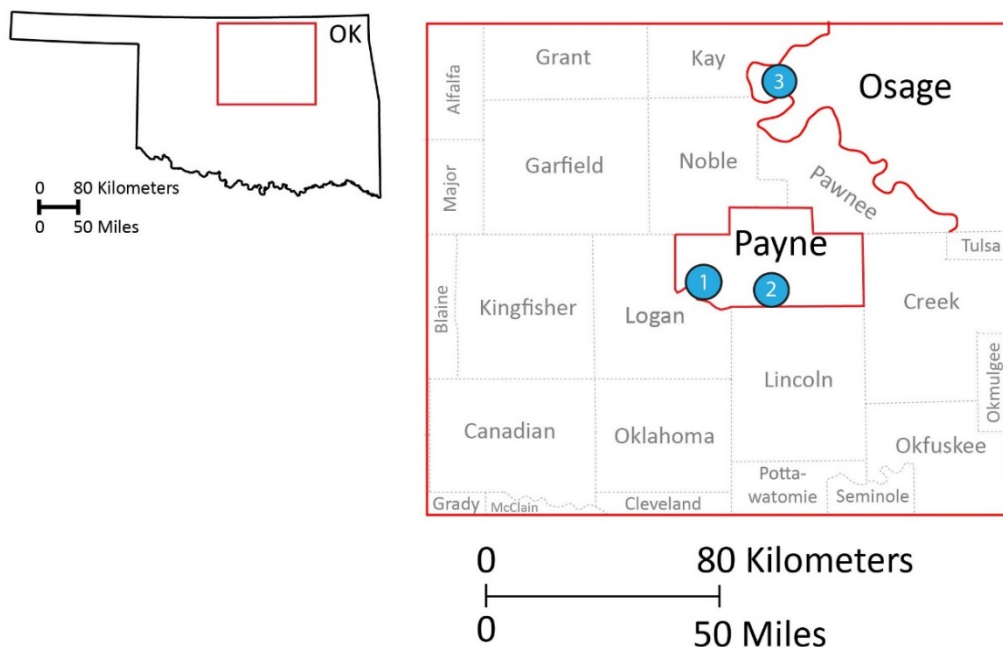 OK
0 80 Kilometers
0 50 Miles
Alfalfa
Grant
Kay
3
Osage
Major
Garfield
Noble
Pawnee
Payne
Tulsa
Blaine
Kingfisher
Logan
1
2
Creek
Lincoln
Okmulgee
Canadian
Oklahoma
Okfuskee
Grady
McClain
Cleveland
Potta-
watomie
Seminole
0 80 Kilometers
0 50 Miles